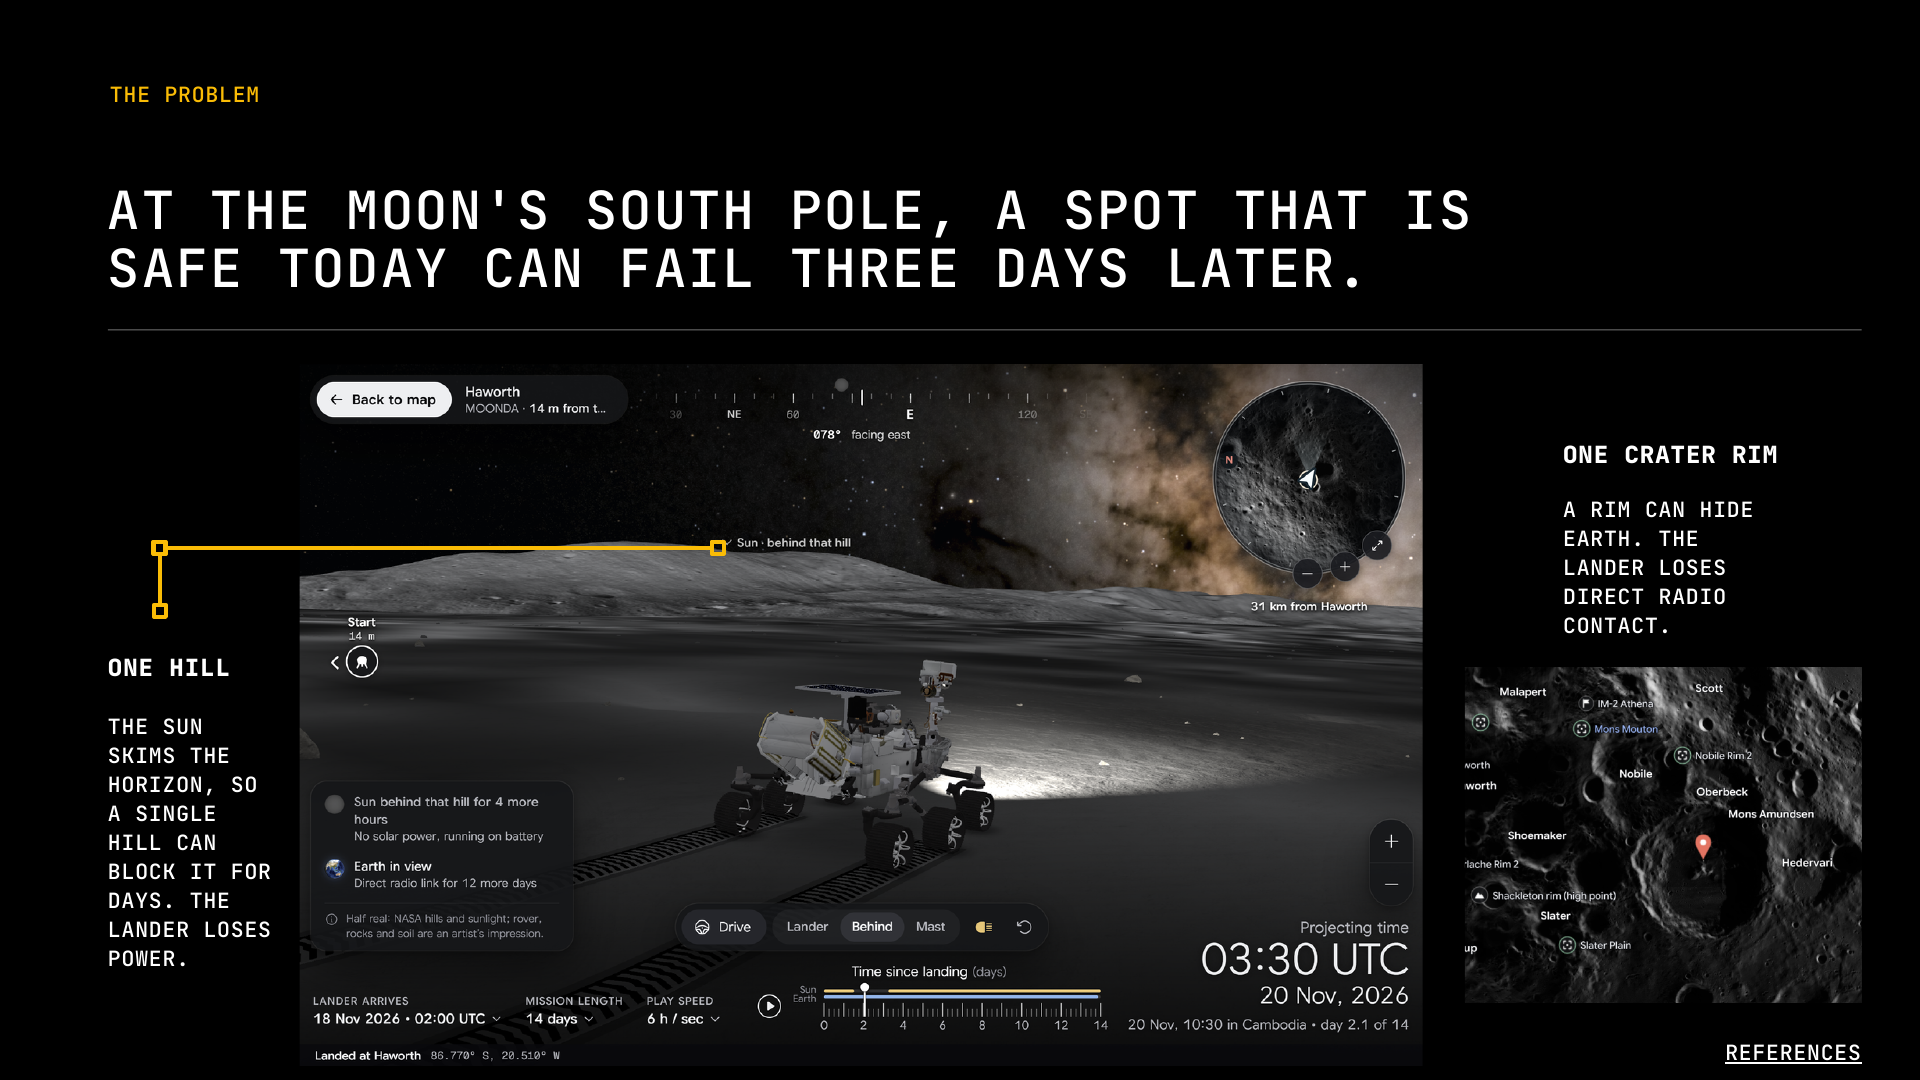 THE PROBLEM
AT THE MOON'S SOUTH POLE, A SPOT THAT IS
SAFE TODAY CAN FAIL THREE DAYS LATER.
Back to map
Haworth
MOONDA · 14 m from t...
30 NE 60 E 120
078° facing east
N
31 km from Haworth
Sun · behind that hill
Start
14 m
ONE HILL
THE SUN
SKIMS THE
HORIZON, SO
A SINGLE
HILL CAN
BLOCK IT FOR
DAYS. THE
LANDER LOSES
POWER.
Sun behind that hill for 4 more
hours
No solar power, running on battery
Earth in view
Direct radio link for 12 more days
Half real: NASA hills and sunlight; rover,
rocks and soil are an artist's impression.
Drive Lander Behind Mast
Projecting time
03:30 UTC
20 Nov, 2026
20 Nov, 10:30 in Cambodia • day 2.1 of 14
Time since landing (days)
Sun
Earth
0 2 4 6 8 10 12 14
LANDER ARRIVES
18 Nov 2026 • 02:00 UTC
MISSION LENGTH
14 days
PLAY SPEED
6 h / sec
Landed at Haworth 86.770° S, 20.510° W
ONE CRATER RIM
A RIM CAN HIDE
EARTH. THE
LANDER LOSES
DIRECT RADIO
CONTACT.
Malapert
Scott
IM-2 Athena
Mons Mouton
Nobile Rim 2
worth
Nobile
worth
Oberbeck
Mons Amundsen
Shoemaker
Hedervari
rlache Rim 2
Shackleton rim (high point)
Slater
Slater Plain
up
REFERENCES